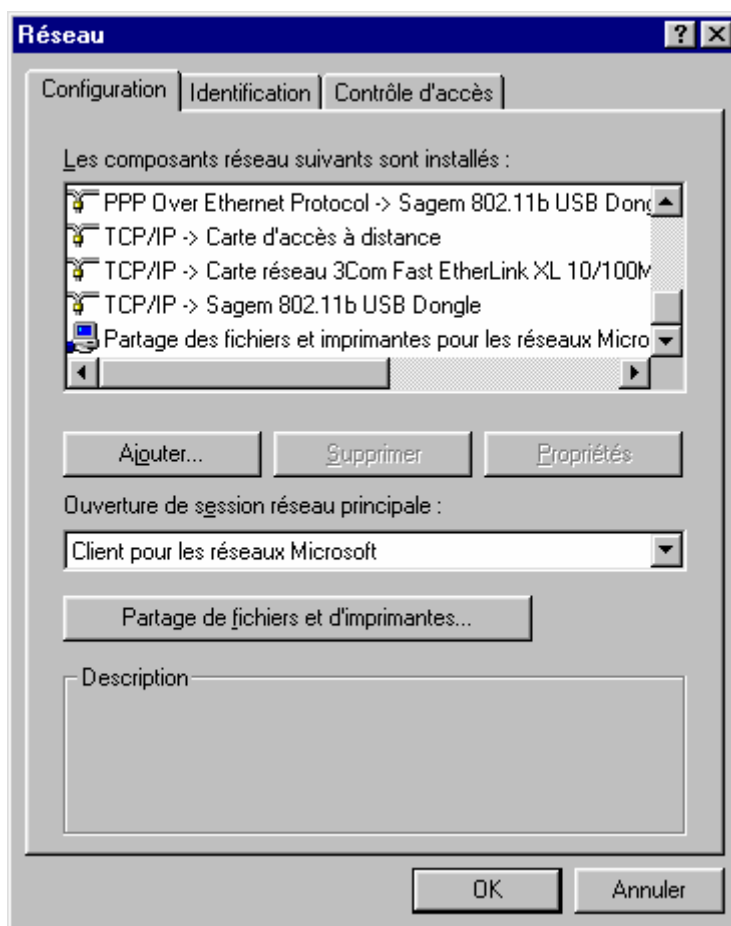 Réseau
Configuration Identification Contrôle d'accès
Les composants réseau suivants sont installés :
PPP Over Ethernet Protocol -> Sagem 802.11b USB Dong
TCP/IP -> Carte d'accès à distance
TCP/IP -> Carte réseau 3Com Fast EtherLink XL 10/100M
TCP/IP -> Sagem 802.11b USB Dongle
Partage des fichiers et imprimantes pour les réseaux Micro
Ajouter... Supprimer Propriétés
Ouverture de session réseau principale :
Client pour les réseaux Microsoft
Partage de fichiers et d'imprimantes...
Description
OK Annuler